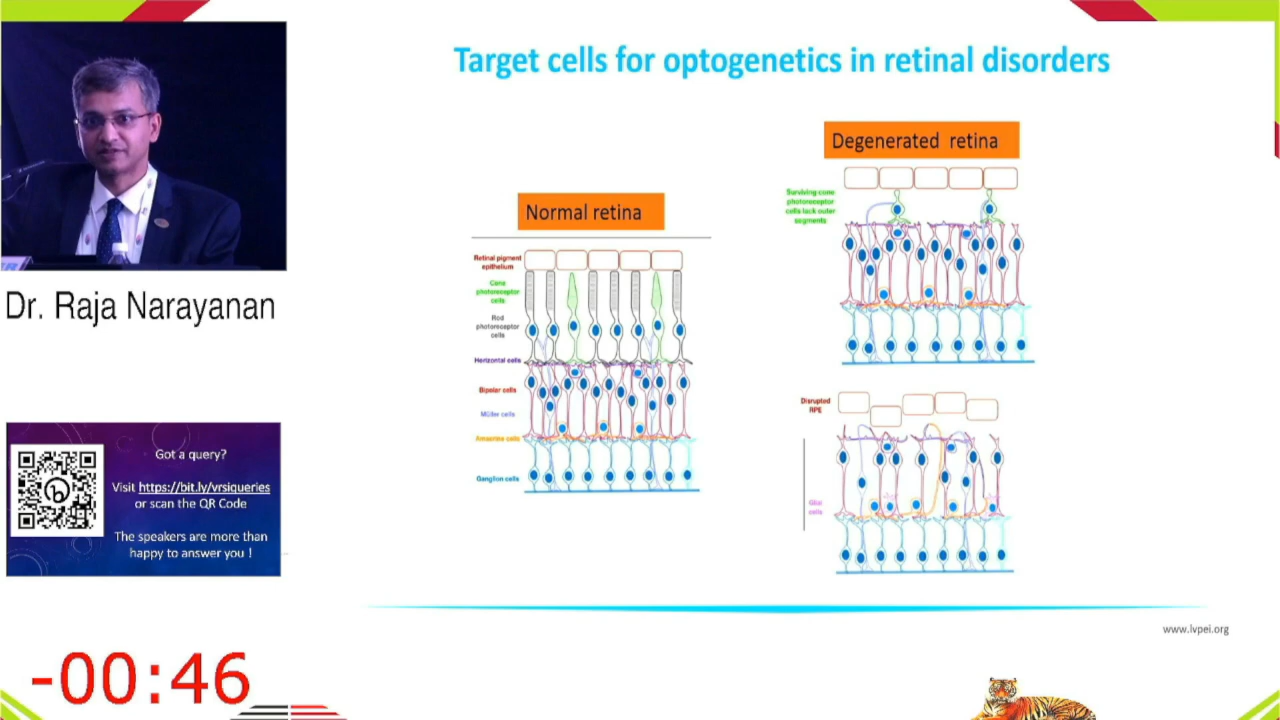 Target cells for optogenetics in retinal disorders
Dr. Raja Narayanan
Got a query?
Visit https://bit.ly/vrsiqueries
or scan the QR Code
The speakers are more than
happy to answer you !
-00:46
Normal retina
Retinal pigment
epithelium
Cone
photoreceptor
cells
Rod
photoreceptor
cells
Horizontal cells
Bipolar cells
Müller cells
Amacrine cells
Ganglion cells
Degenerated retina
Surviving cone
photoreceptor
cells lack outer
segments
Disrupted
RPE
Glial
cells
www.lvpei.org